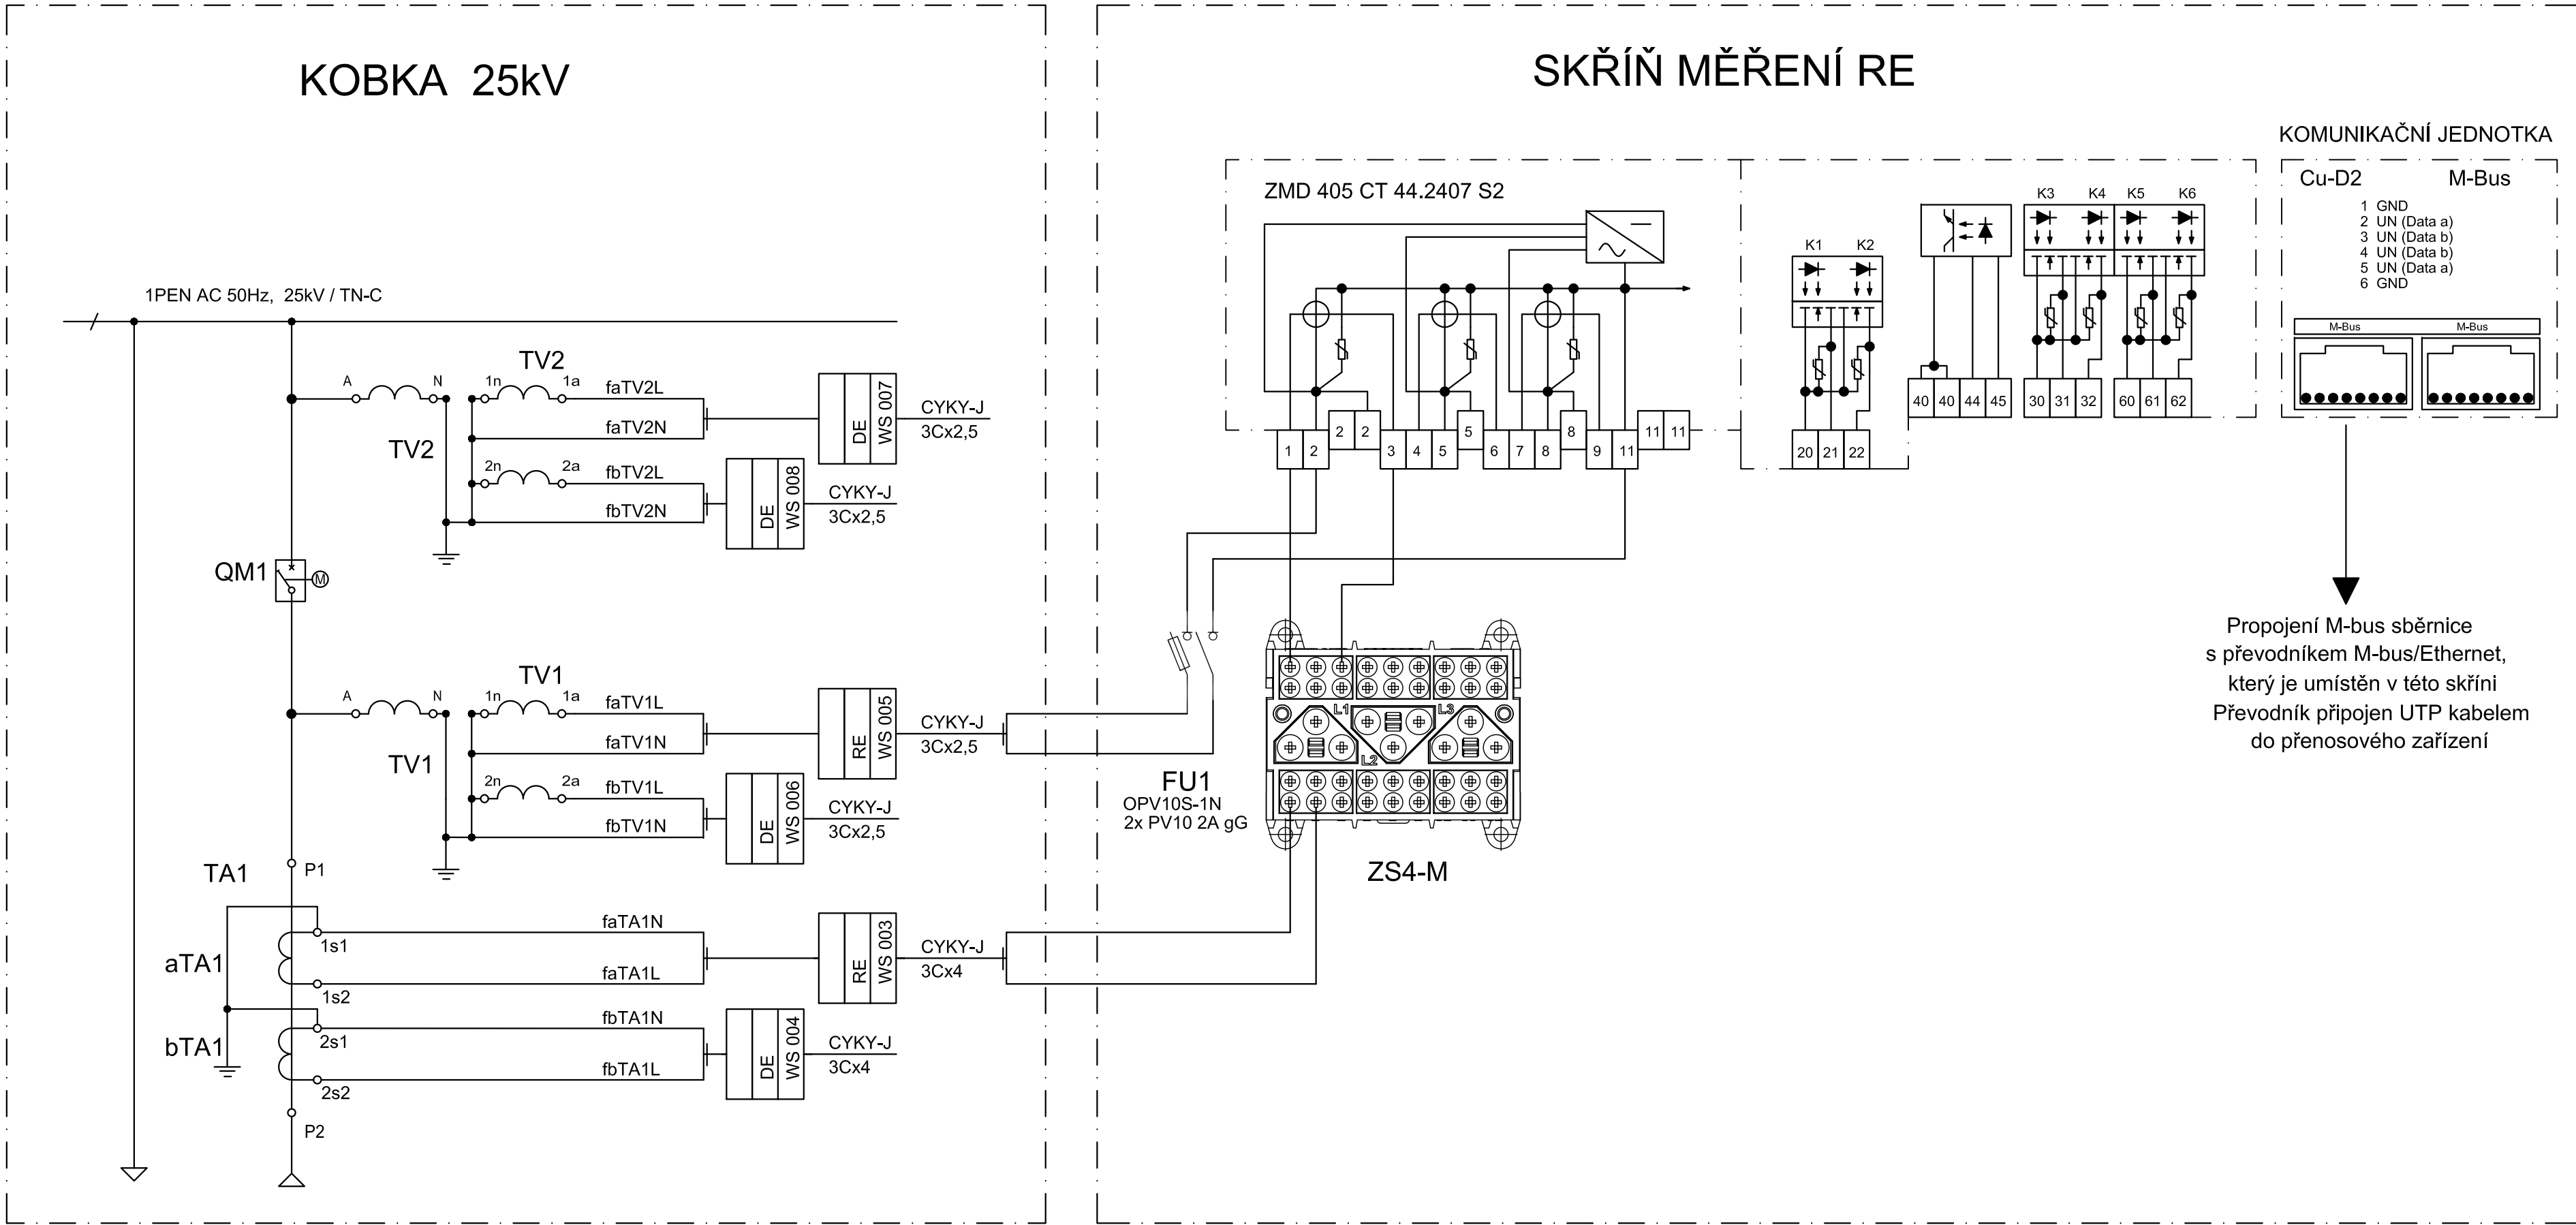 KOBKA 25kV
1PEN AC 50Hz, 25kV / TN-C
TV2
A
N
1n
1a
faTV2L
faTV2N
TV2
2n
2a
fbTV2L
fbTV2N
DE
WS 007
CYKY-J
3Cx2,5
DE
WS 008
CYKY-J
3Cx2,5
QM1
M
TV1
A
N
1n
1a
faTV1L
faTV1N
TV1
2n
2a
fbTV1L
fbTV1N
RE
WS 005
CYKY-J
3Cx2,5
DE
WS 006
CYKY-J
3Cx2,5
TA1
P1
aTA1
1s1
1s2
faTA1N
faTA1L
RE
WS 003
CYKY-J
3Cx4
bTA1
2s1
2s2
fbTA1N
fbTA1L
DE
WS 004
CYKY-J
3Cx4
P2
SKŘÍŇ MĚŘENÍ RE
ZMD 405 CT 44.2407 S2
2 2 5 8 11 11
1 2 3 4 5 6 7 8 9 11
K1 K2
20 21 22
40 40 44 45
K3 K4 K5 K6
30 31 32
60 61 62
KOMUNIKAČNÍ JEDNOTKA
Cu-D2 M-Bus
1 GND
2 UN (Data a)
3 UN (Data b)
4 UN (Data b)
5 UN (Data a)
6 GND
M-Bus M-Bus
Propojení M-bus sběrnice
s převodníkem M-bus/Ethernet,
který je umístěn v této skříni
Převodník připojen UTP kabelem
do přenosového zařízení
FU1
OPV10S-1N
2x PV10 2A gG
L1
L2
L3
ZS4-M